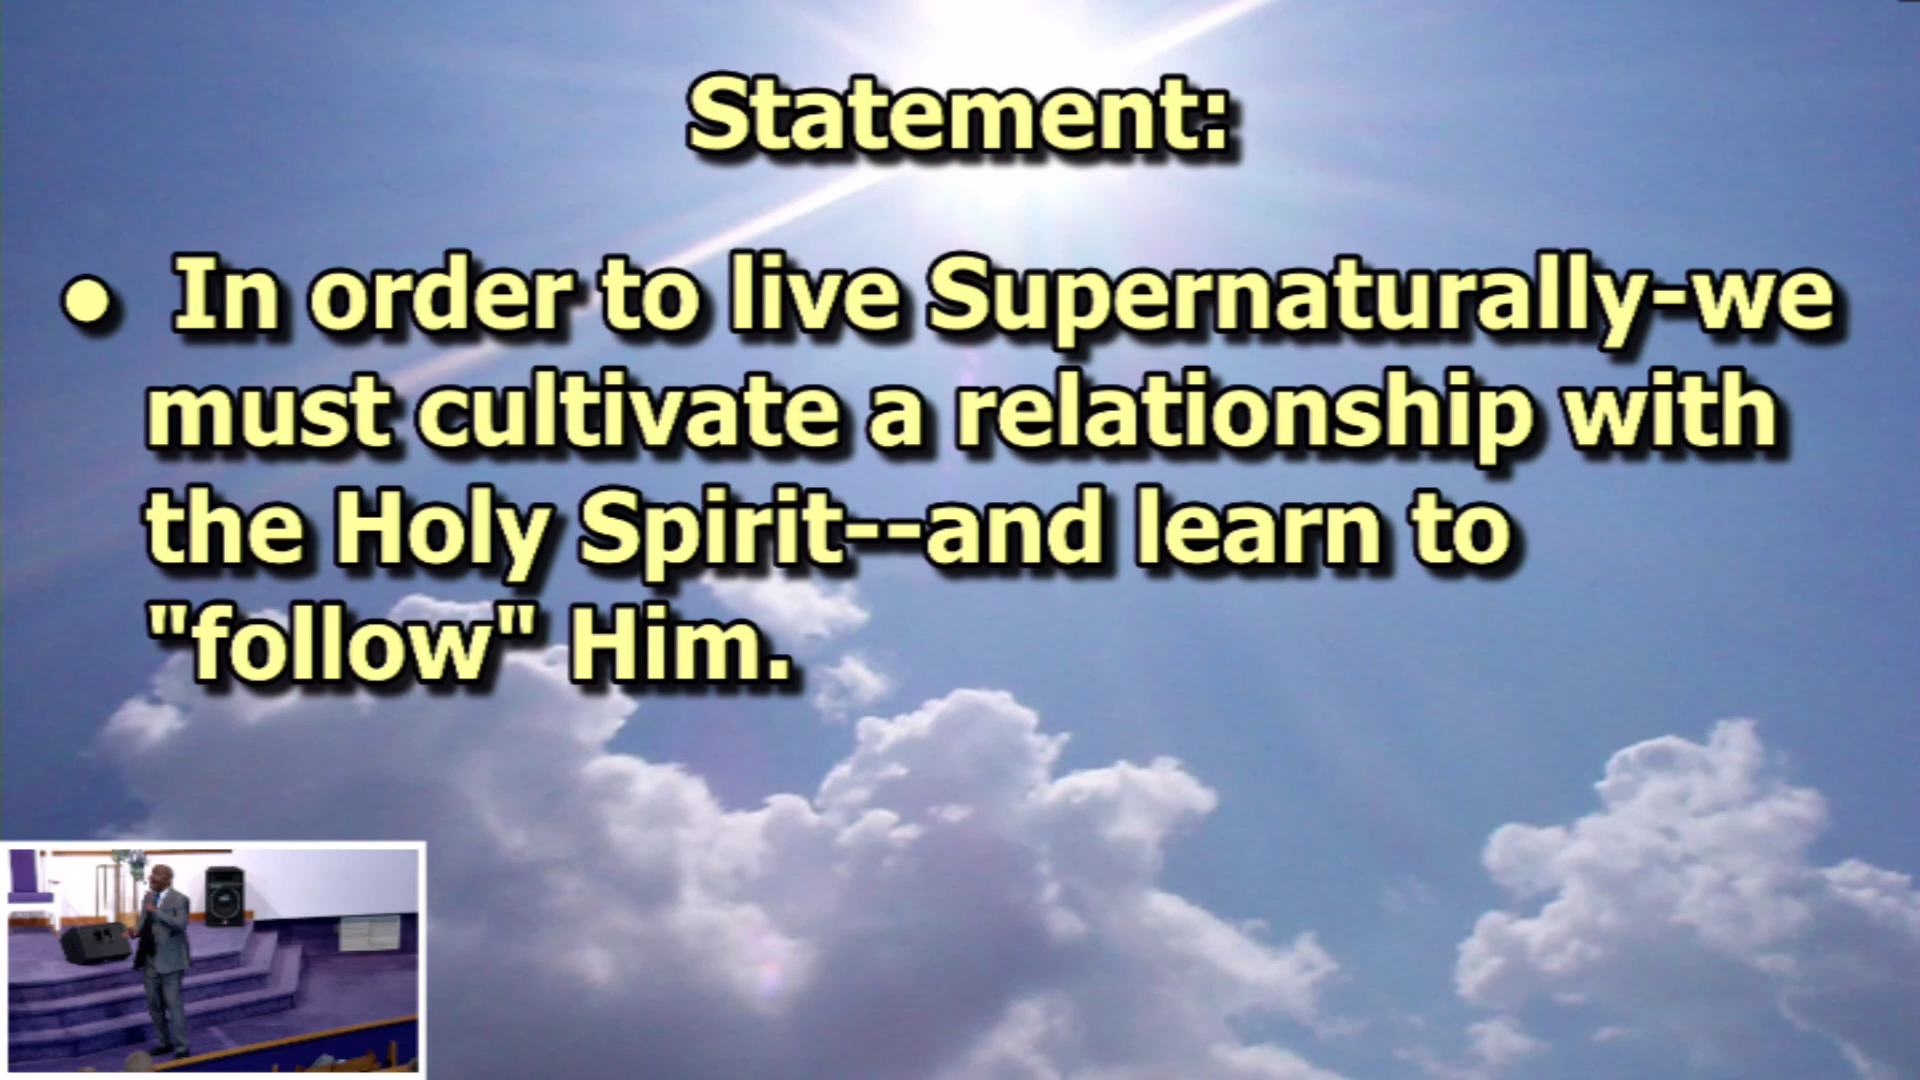 Statement:
• In order to live Supernaturally-we
must cultivate a relationship with
the Holy Spirit--and learn to
"follow" Him.